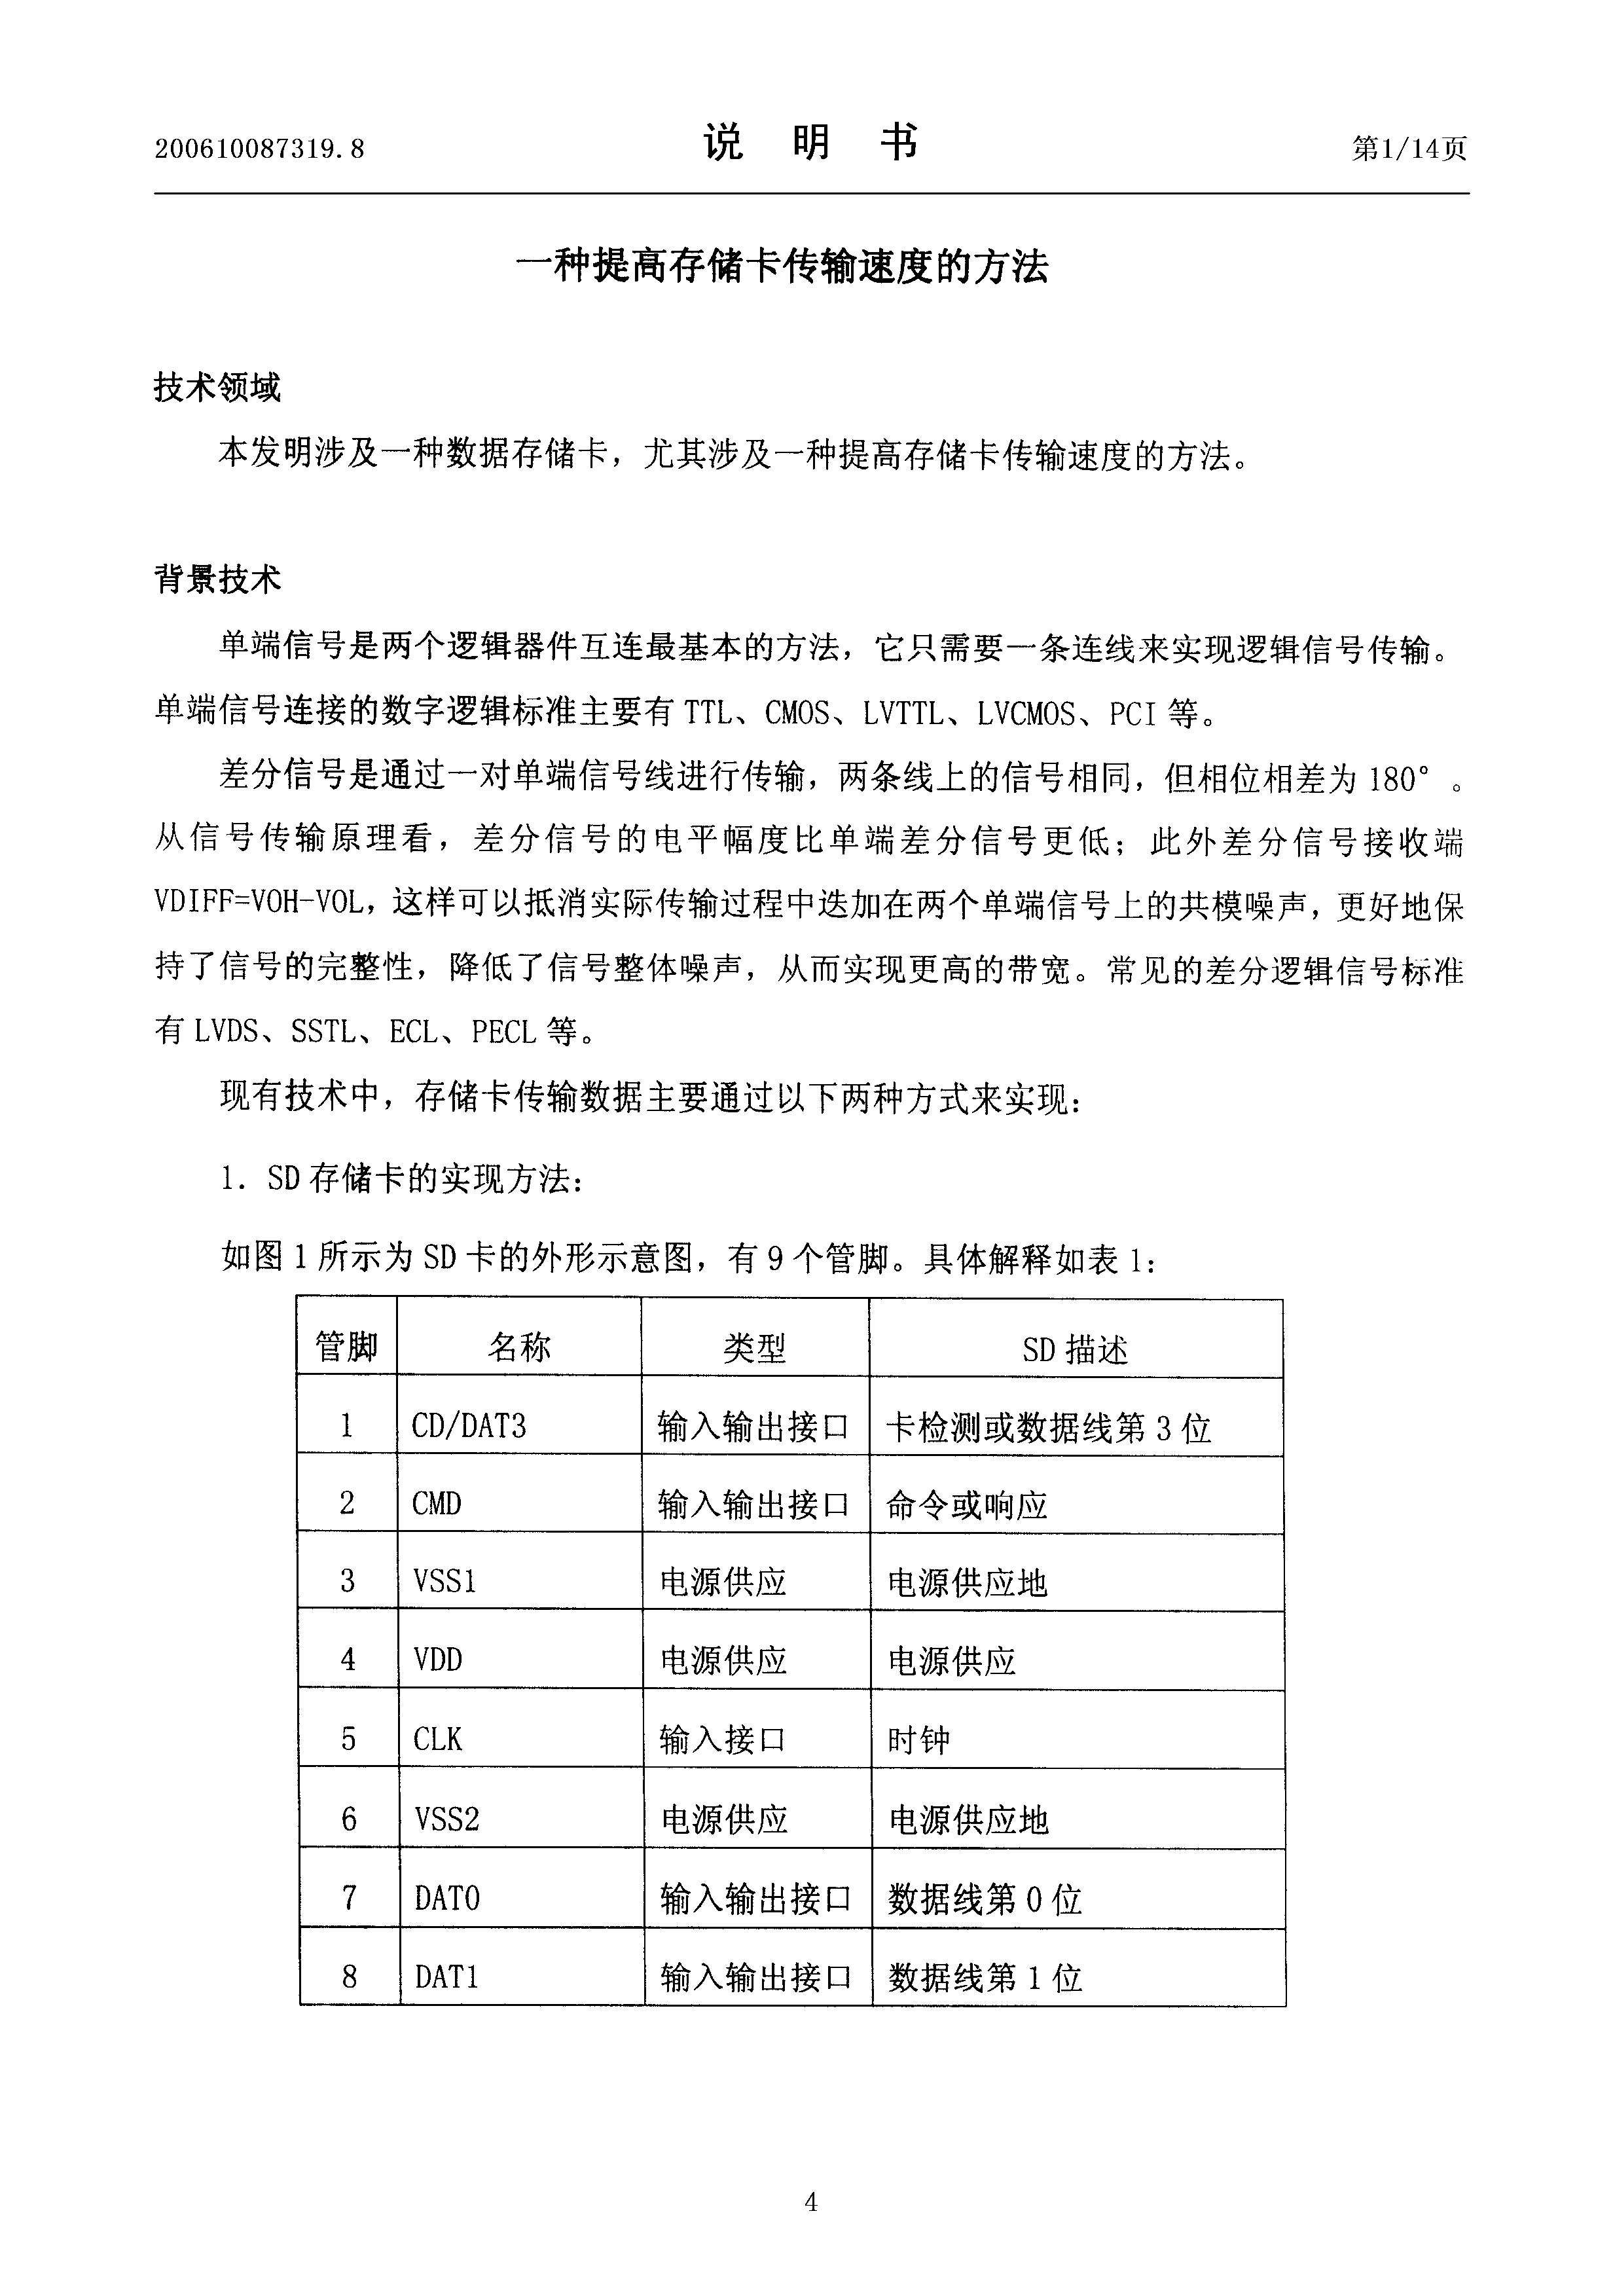 200610087319.8
说 明 书
第1/14页
一种提高存储卡传输速度的方法
技术领域
本发明涉及一种数据存储卡，尤其涉及一种提高存储卡传输速度的方法。
背景技术
单端信号是两个逻辑器件互连最基本的方法，它只需要一条连线来实现逻辑信号传输。
单端信号连接的数字逻辑标准主要有 TTL、CMOS、LVTTL、LVCMOS、PCI 等。
差分信号是通过一对单端信号线进行传输，两条线上的信号相同，但相位相差为 180°。
从信号传输原理看，差分信号的电平幅度比单端差分信号更低；此外差分信号接收端
VDIFF=VOH-VOL，这样可以抵消实际传输过程中迭加在两个单端信号上的共模噪声，更好地保
持了信号的完整性，降低了信号整体噪声，从而实现更高的带宽。常见的差分逻辑信号标准
有 LVDS、SSTL、ECL、PECL 等。
现有技术中，存储卡传输数据主要通过以下两种方式来实现：
1. SD 存储卡的实现方法：
如图 1 所示为 SD 卡的外形示意图，有 9 个管脚。具体解释如表 1：
管脚 名称 类型 SD 描述
1 CD/DAT3 输入输出接口 卡检测或数据线第 3 位
2 CMD 输入输出接口 命令或响应
3 VSS1 电源供应 电源供应地
4 VDD 电源供应 电源供应
5 CLK 输入接口 时钟
6 VSS2 电源供应 电源供应地
7 DAT0 输入输出接口 数据线第 0 位
8 DAT1 输入输出接口 数据线第 1 位
4